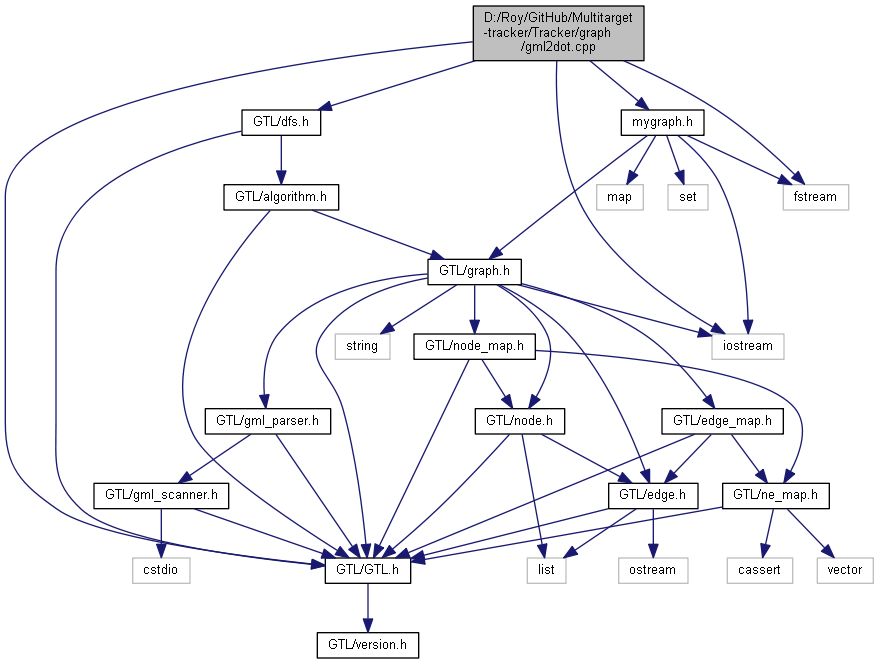 D:/Roy/GitHub/Multitarget
-tracker/Tracker/graph
/gml2dot.cpp
GTL/dfs.h
mygraph.h
GTL/algorithm.h
map
set
fstream
GTL/graph.h
string
GTL/node_map.h
iostream
GTL/gml_parser.h
GTL/node.h
GTL/edge_map.h
GTL/gml_scanner.h
GTL/edge.h
GTL/ne_map.h
cstdio
GTL/GTL.h
list
ostream
cassert
vector
GTL/version.h